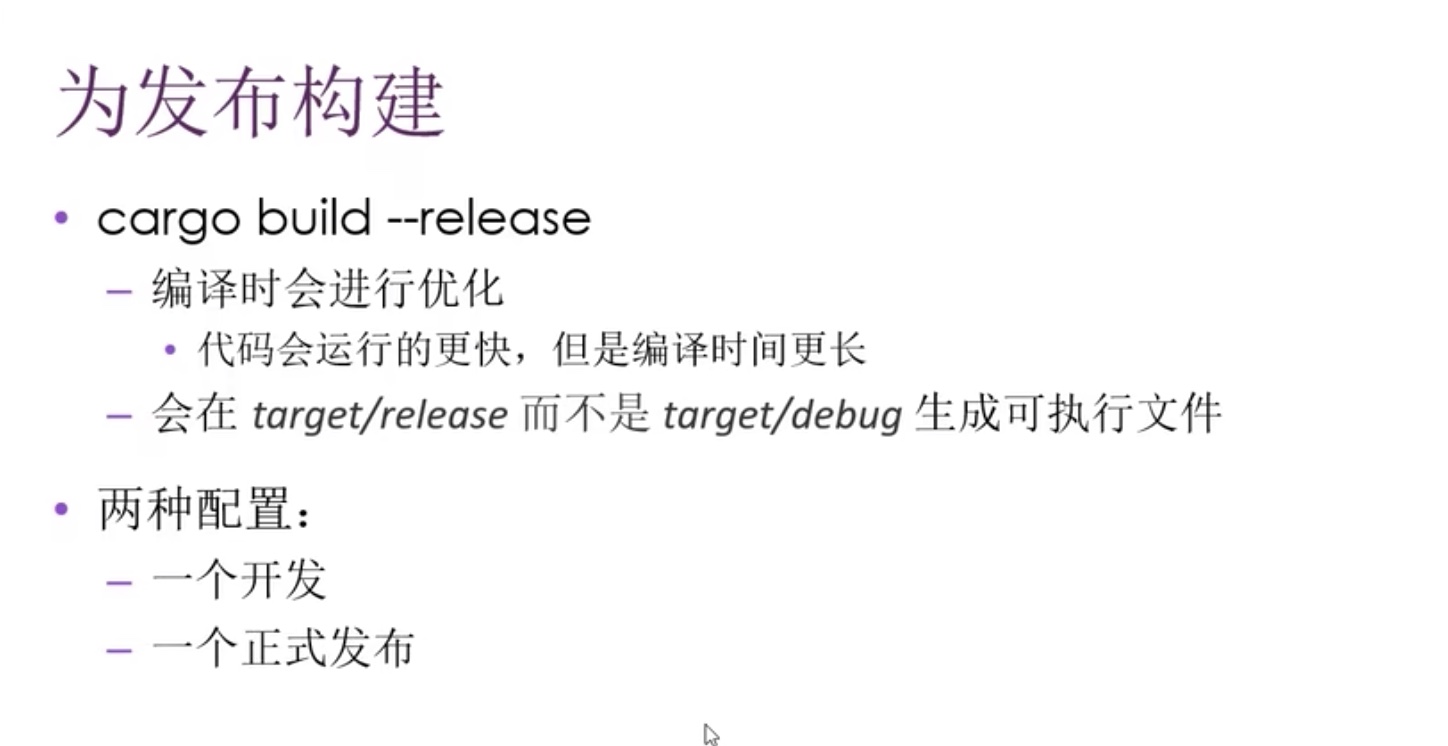 为发布构建
• cargo build --release
– 编译时会进行优化
• 代码会运行的更快，但是编译时间更长
– 会在 target/release 而不是 target/debug 生成可执行文件
• 两种配置：
– 一个开发
– 一个正式发布